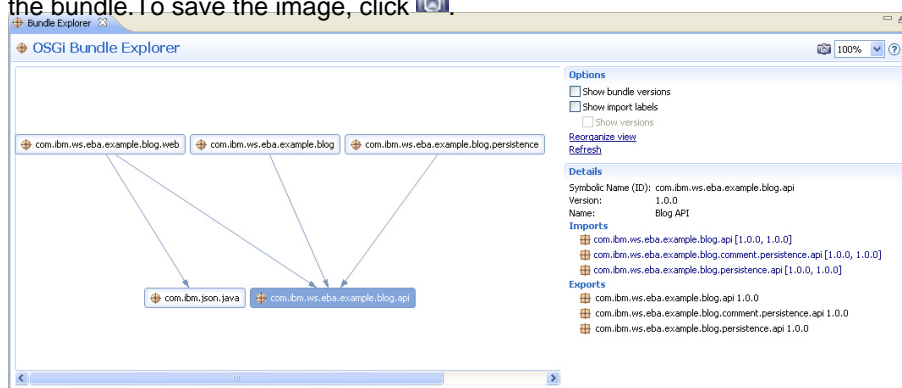 the bundle.To save the image, click .
Bundle Explorer
OSGi Bundle Explorer
100%
com.ibm.ws.eba.example.blog.web
com.ibm.ws.eba.example.blog
com.ibm.ws.eba.example.blog.persistence
com.ibm.json.java
com.ibm.ws.eba.example.blog.api
Options
Show bundle versions
Show import labels
Show versions
Reorganize view
Refresh
Details
Symbolic Name (ID): com.ibm.ws.eba.example.blog.api
Version: 1.0.0
Name: Blog API
Imports
com.ibm.ws.eba.example.blog.api [1.0.0, 1.0.0]
com.ibm.ws.eba.example.blog.comment.persistence.api [1.0.0, 1.0.0]
com.ibm.ws.eba.example.blog.persistence.api [1.0.0, 1.0.0]
Exports
com.ibm.ws.eba.example.blog.api 1.0.0
com.ibm.ws.eba.example.blog.comment.persistence.api 1.0.0
com.ibm.ws.eba.example.blog.persistence.api 1.0.0